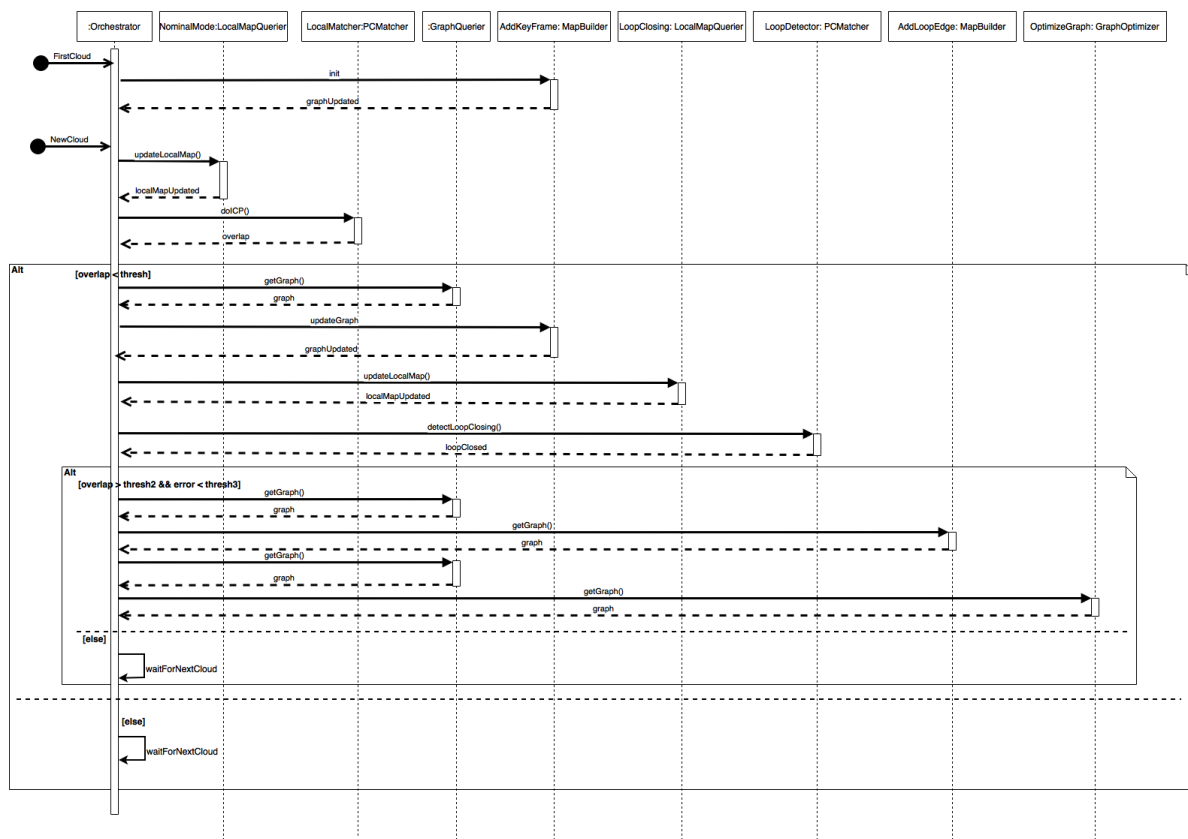 :Orchestrator
NominalMode:LocalMapQuerier
LocalMatcher:PCMatcher
:GraphQuerier
AddKeyFrame: MapBuilder
LoopClosing: LocalMapQuerier
LoopDetector: PCMatcher
AddLoopEdge: MapBuilder
OptimizeGraph: GraphOptimizer
FirstCloud
init
graphUpdated
NewCloud
updateLocalMap()
localMapUpdated
doICP()
overlap
Alt
[overlap < thresh]
getGraph()
graph
updateGraph
graphUpdated
updateLocalMap()
localMapUpdated
detectLoopClosing()
loopClosed
Alt
[overlap > thresh2 && error < thresh3]
getGraph()
graph
getGraph()
graph
getGraph()
graph
getGraph()
graph
[else]
waitForNextCloud
[else]
waitForNextCloud